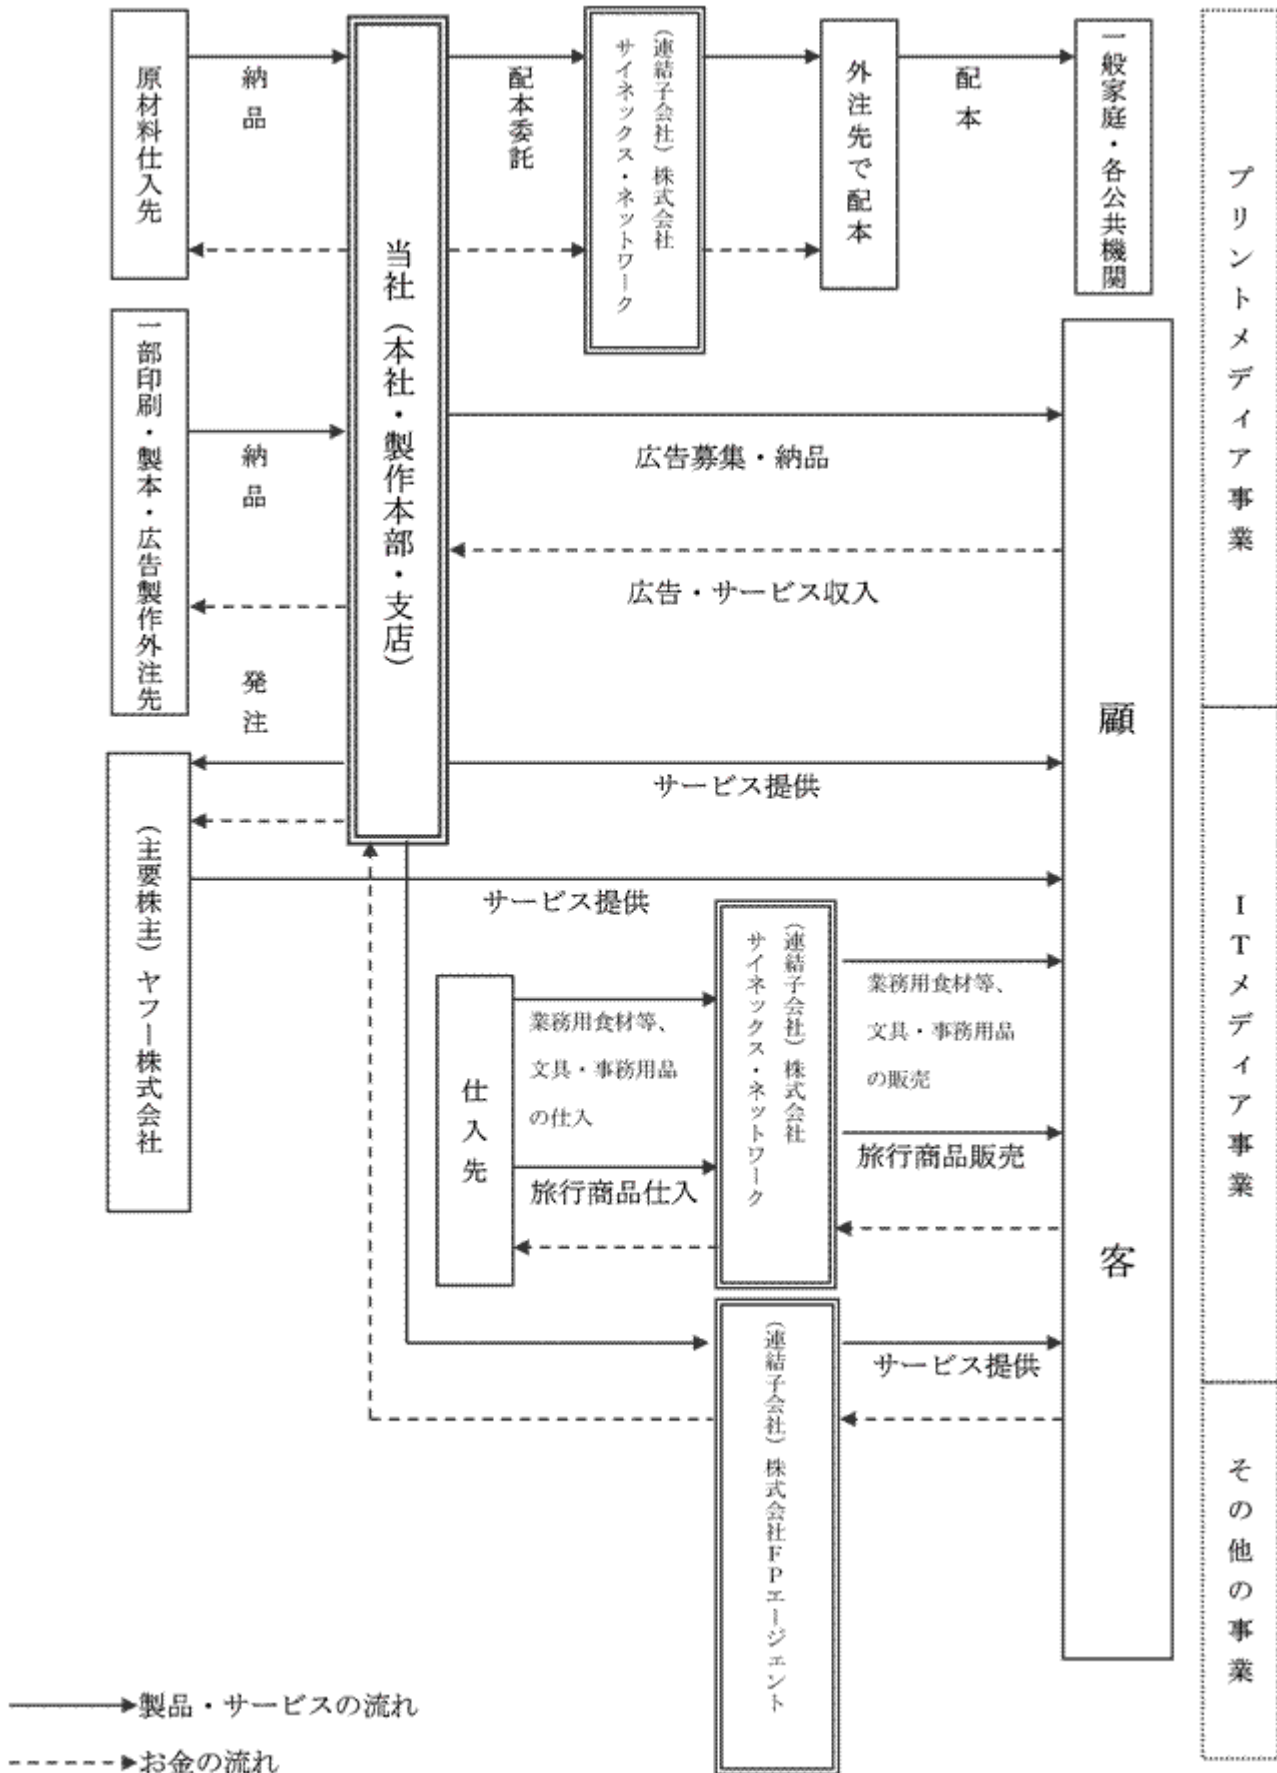 原材料仕入先
納品
当社（本社・製作本部・支店）
配本委託
（連結子会社）株式会社
サイネックス・ネットワーク
外注先で配本
配本
一般家庭・各公共機関
プリントメディア事業
一部印刷・製本・広告製作外注先
納品
広告募集・納品
広告・サービス収入
発注
顧客
サービス提供
（主要株主）ヤフー株式会社
サービス提供
ITメディア事業
仕入先
業務用食材等、
文具・事務用品
の仕入
旅行商品仕入
（連結子会社）株式会社
サイネックス・ネットワーク
業務用食材等、
文具・事務用品
の販売
旅行商品販売
（連結子会社）株式会社FPエージェント
サービス提供
その他の事業
製品・サービスの流れ
お金の流れ